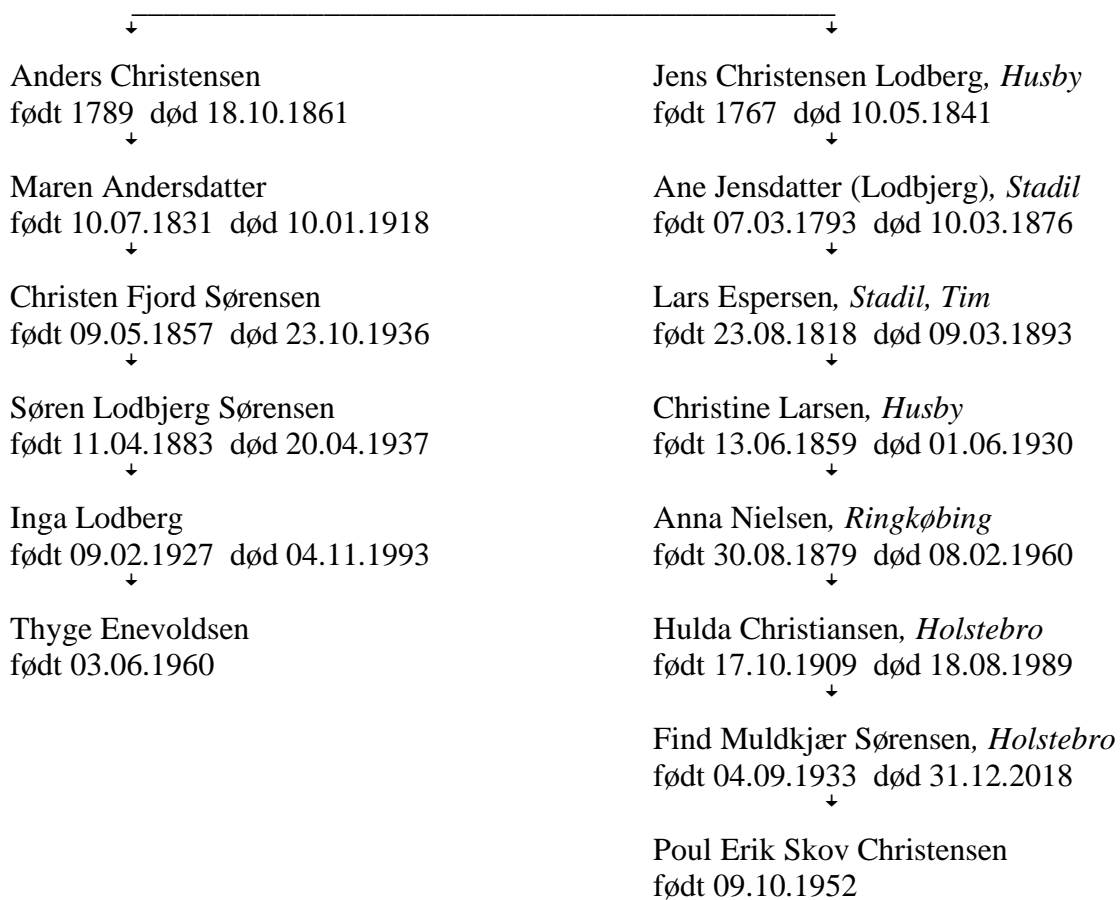 Anders Christensen
født 1789 død 18.10.1861
Maren Andersdatter
født 10.07.1831 død 10.01.1918
Christen Fjord Sørensen
født 09.05.1857 død 23.10.1936
Søren Lodbjerg Sørensen
født 11.04.1883 død 20.04.1937
Inga Lodberg
født 09.02.1927 død 04.11.1993
Thyge Enevoldsen
født 03.06.1960
Jens Christensen Lodberg, Husby
født 1767 død 10.05.1841
Ane Jensdatter (Lodbjerg), Stadil
født 07.03.1793 død 10.03.1876
Lars Espersen, Stadil, Tim
født 23.08.1818 død 09.03.1893
Christine Larsen, Husby
født 13.06.1859 død 01.06.1930
Anna Nielsen, Ringkøbing
født 30.08.1879 død 08.02.1960
Hulda Christiansen, Holstebro
født 17.10.1909 død 18.08.1989
Find Muldkjær Sørensen, Holstebro
født 04.09.1933 død 31.12.2018
Poul Erik Skov Christensen
født 09.10.1952